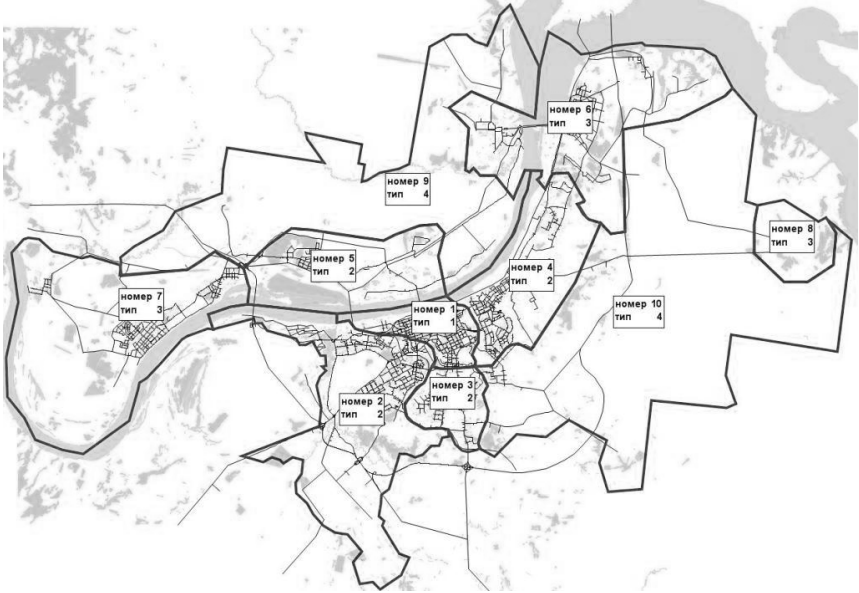 номер 6
тип 3
номер 9
тип 4
номер 8
тип 3
номер 5
тип 2
номер 4
тип 2
номер 7
тип 3
номер 1
тип 1
номер 10
тип 4
номер 3
тип 2
номер 2
тип 2